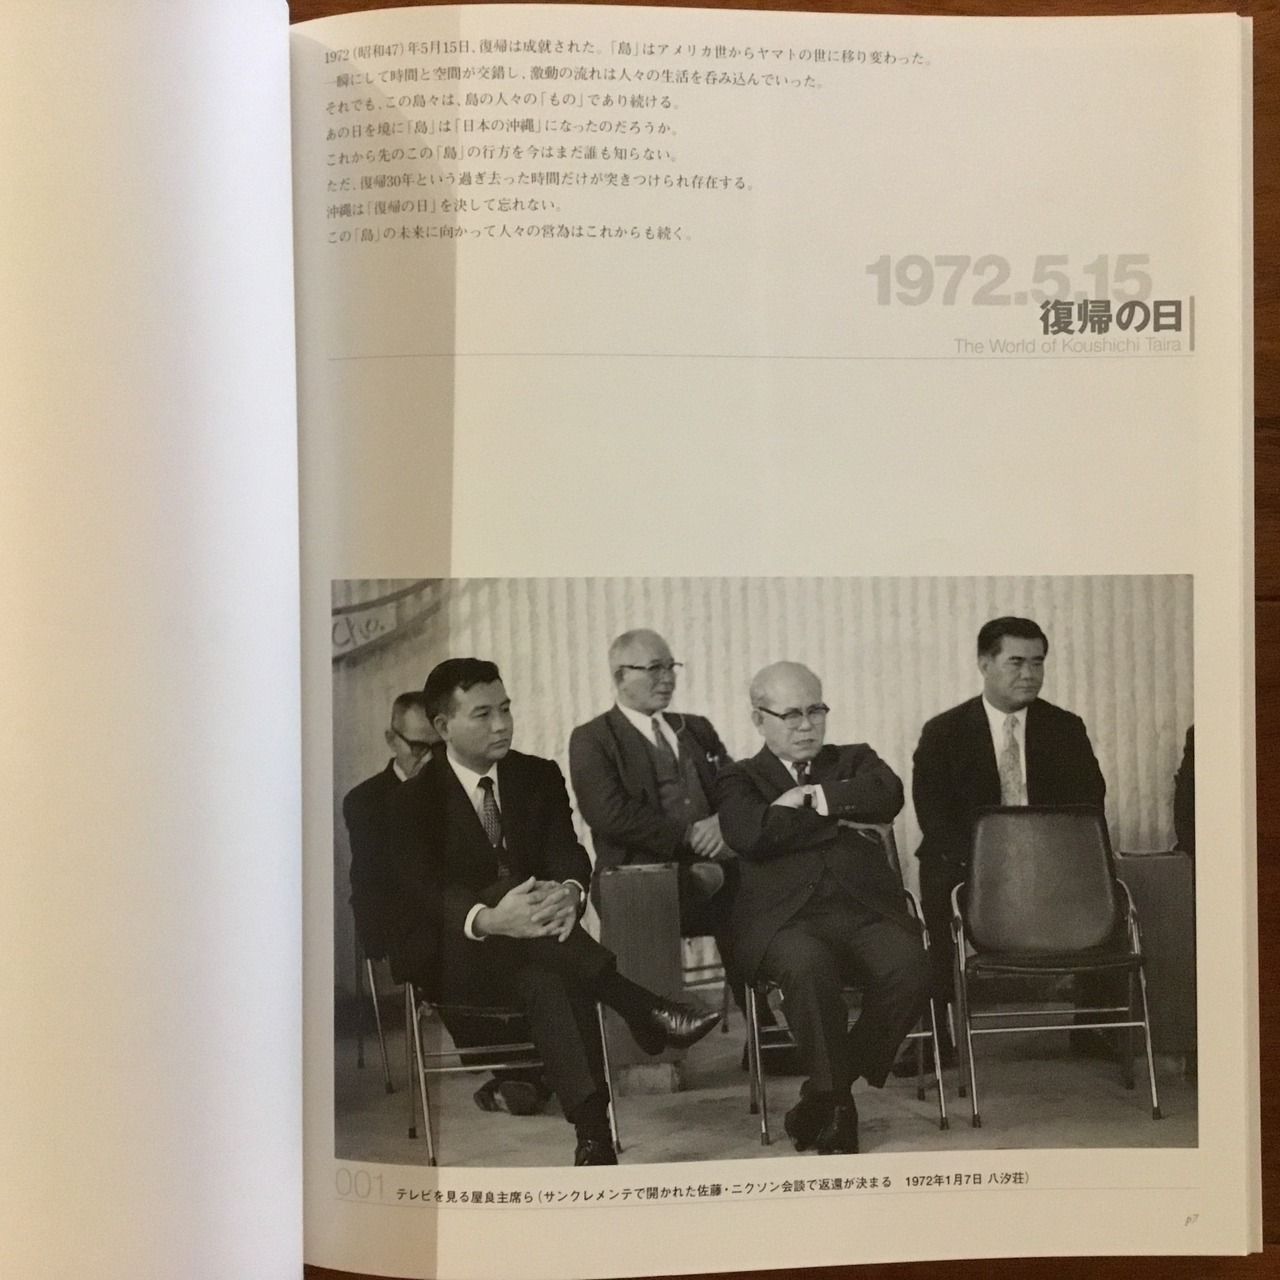 1972（昭和47）年5月15日、復帰は成就された。「島」はアメリカ世からヤマトの世に移り変わった。
一瞬にして時間と空間が交錯し、激動の流れは人々の生活を呑み込んでいった。
それでも、この島々は、島の人々の「もの」であり続ける。
あの日を境に「島」は「日本の沖縄」になったのだろうか。
これから先のこの「島」の行方を今はまだ誰も知らない。
ただ、復帰30年という過ぎ去った時間だけが突きつけられ存在する。
沖縄は「復帰の日」を決して忘れない。
この「島」の未来に向かって人々の営為はこれからも続く。
1972.5.15
復帰の日
The World of Koushichi Taira
001 テレビを見る屋良主席ら（サンクレメンテで開かれた佐藤・ニクソン会談で返還が決まる 1972年1月7日 八汐荘）
p7